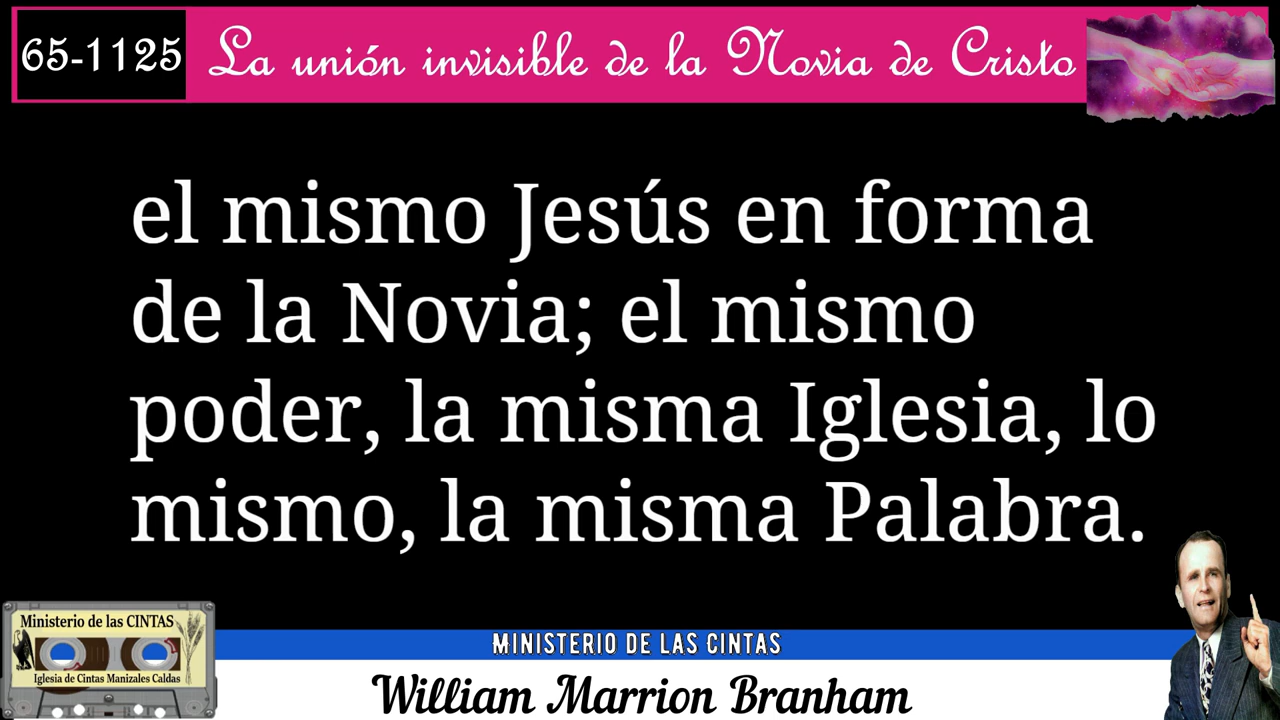 65-1125
La unión invisible de la Novia de Cristo
el mismo Jesús en forma
de la Novia; el mismo
poder, la misma Iglesia, lo
mismo, la misma Palabra.
Ministerio de las CINTAS
Iglesia de Cintas Manizales Caldas
MINISTERIO DE LAS CINTAS
William Marrion Branham